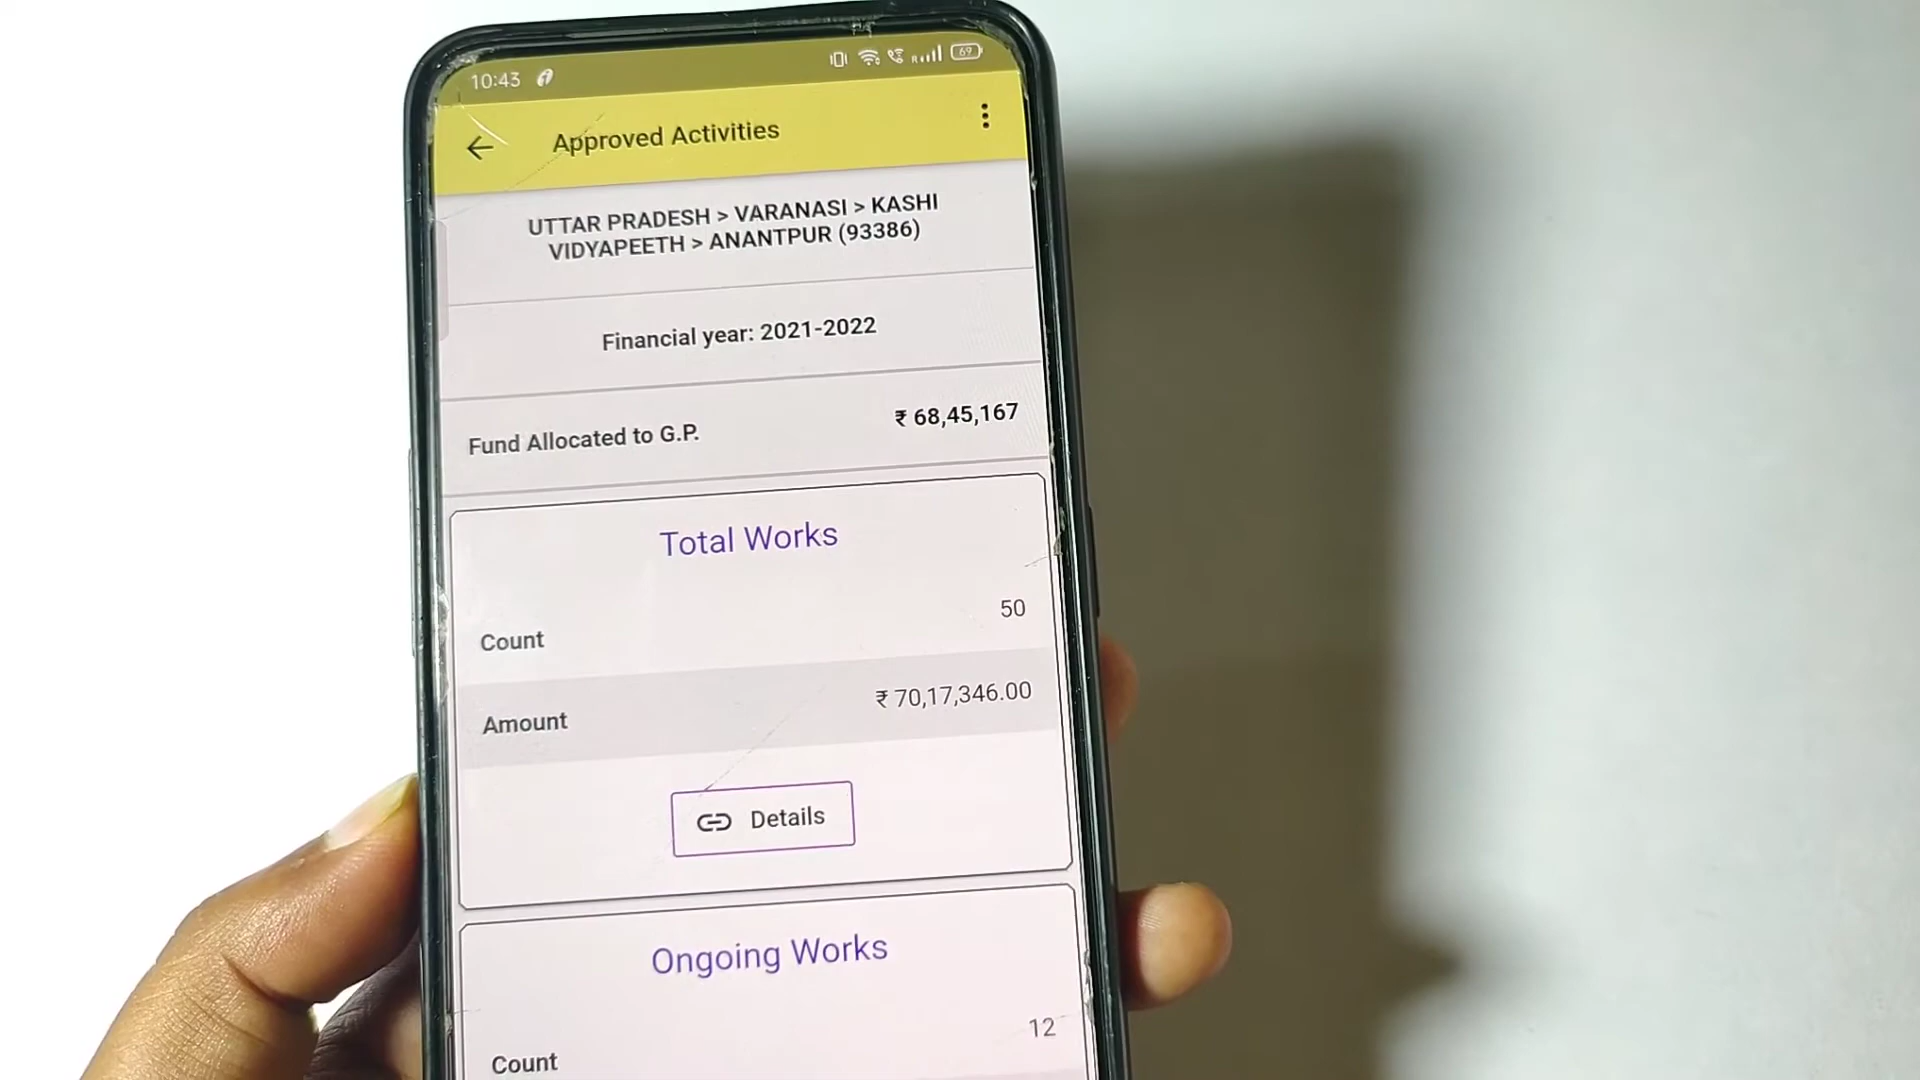 10:43
69
Approved Activities
UTTAR PRADESH > VARANASI > KASHI
VIDYAPEETH > ANANTPUR (93386)
Financial year: 2021-2022
Fund Allocated to G.P. ₹ 68,45,167
Total Works
Count 50
Amount ₹ 70,17,346.00
Details
Ongoing Works
Count 12